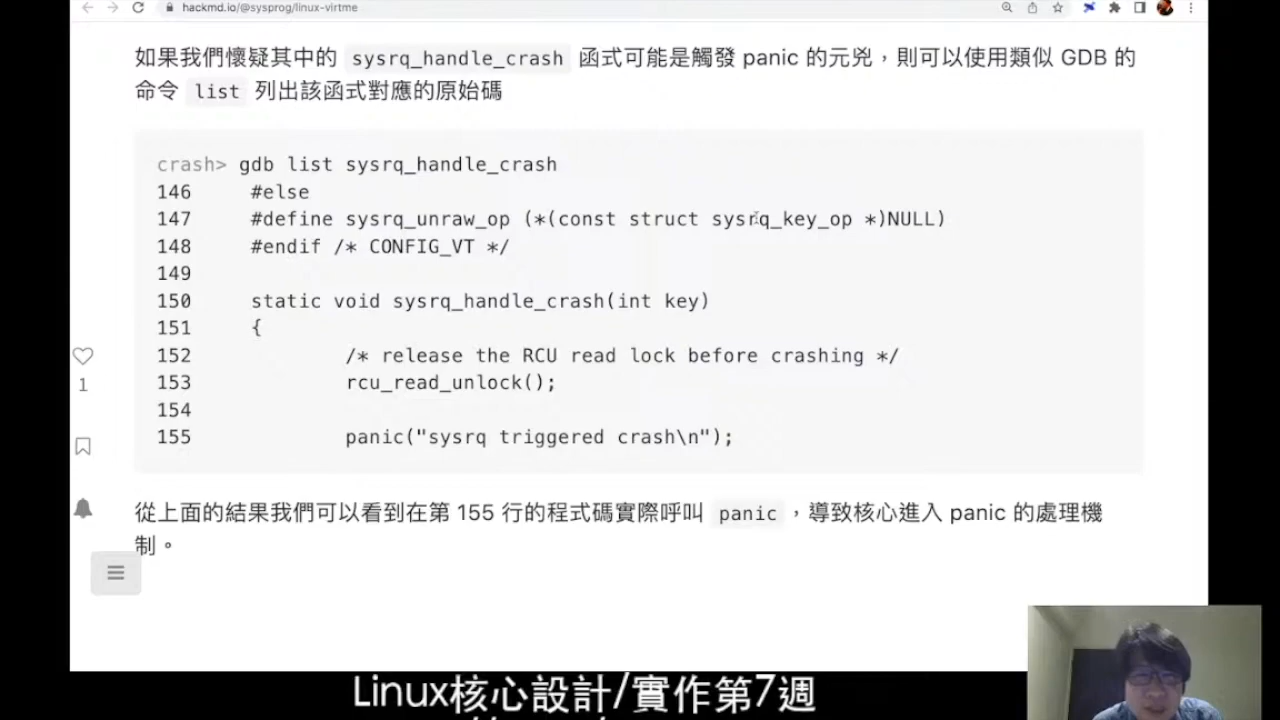 hackmd.io/@sysprog/linux-virtme
如果我們懷疑其中的 sysrq_handle_crash 函式可能是觸發 panic 的元兇，則可以使用類似 GDB 的
命令 list 列出該函式對應的原始碼
crash> gdb list sysrq_handle_crash
146 #else
147 #define sysrq_unraw_op (*(const struct sysrq_key_op *)NULL)
148 #endif /* CONFIG_VT */
149
150 static void sysrq_handle_crash(int key)
151 {
152 /* release the RCU read lock before crashing */
153 rcu_read_unlock();
154
155 panic("sysrq triggered crash\n");
1
從上面的結果我們可以看到在第 155 行的程式碼實際呼叫 panic，導致核心進入 panic 的處理機
制。
Linux核心設計/實作第7週